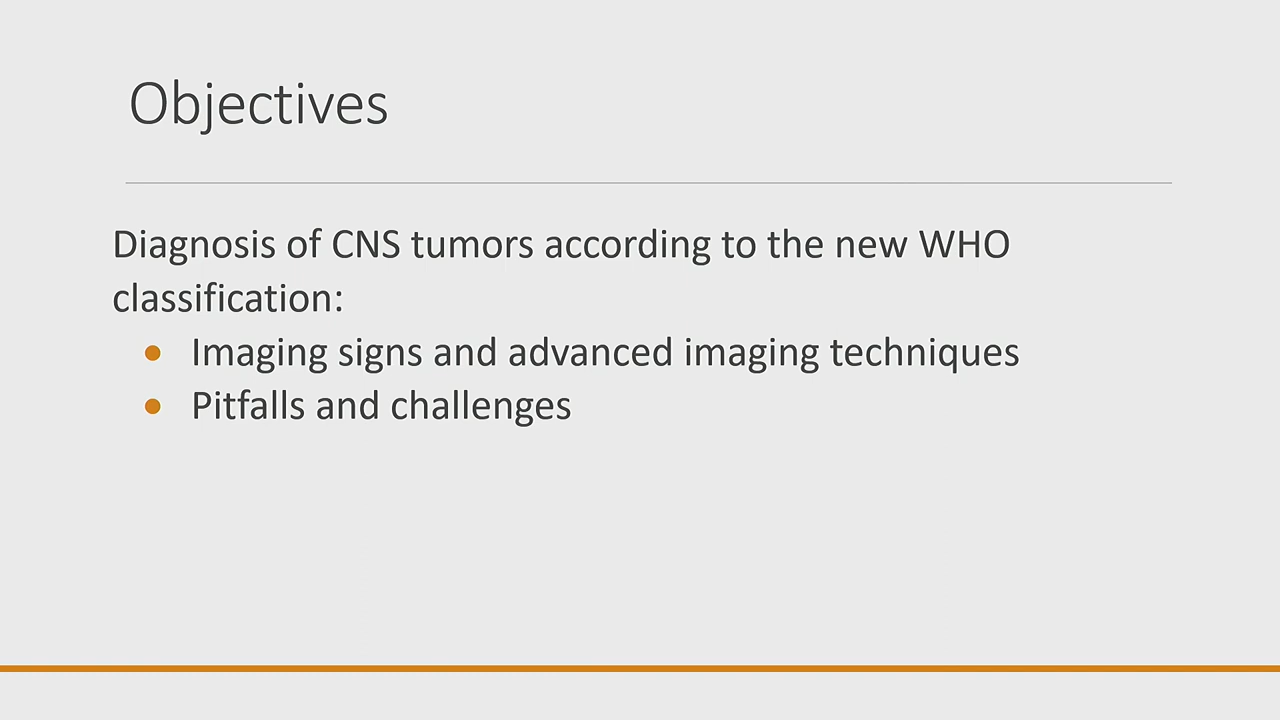 Objectives
Diagnosis of CNS tumors according to the new WHO
classification:
● Imaging signs and advanced imaging techniques
● Pitfalls and challenges